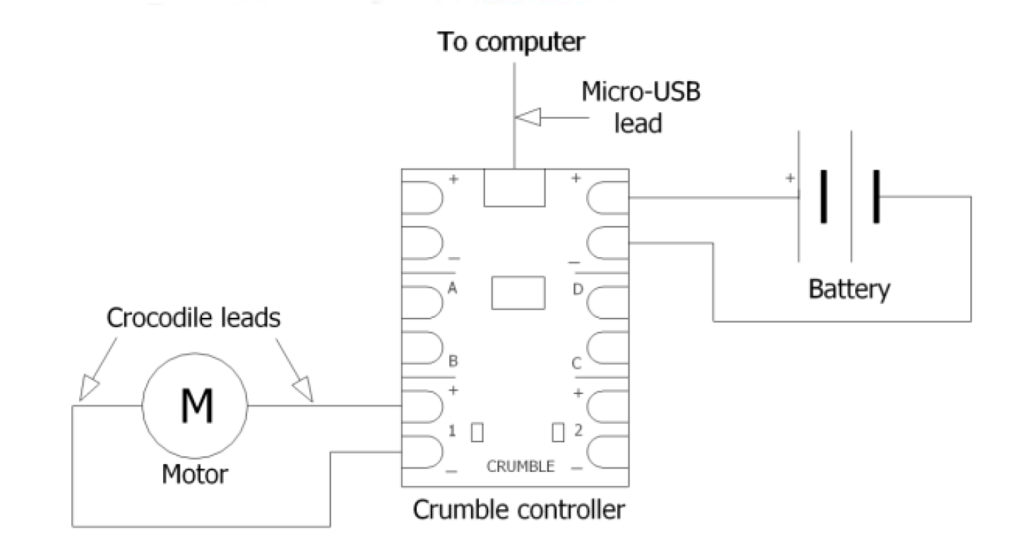 To computer
Micro-USB
lead
+ +
+
− −
Battery
A D
Crocodile leads
B C
+ +
M
1 2
CRUMBLE
− −
Motor
Crumble controller